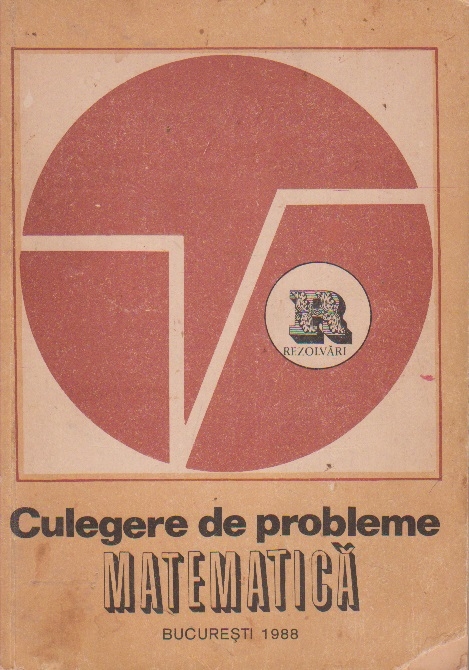 R
REZOLVĂRI
Culegere de probleme
MATEMATICĂ
BUCUREȘTI 1988